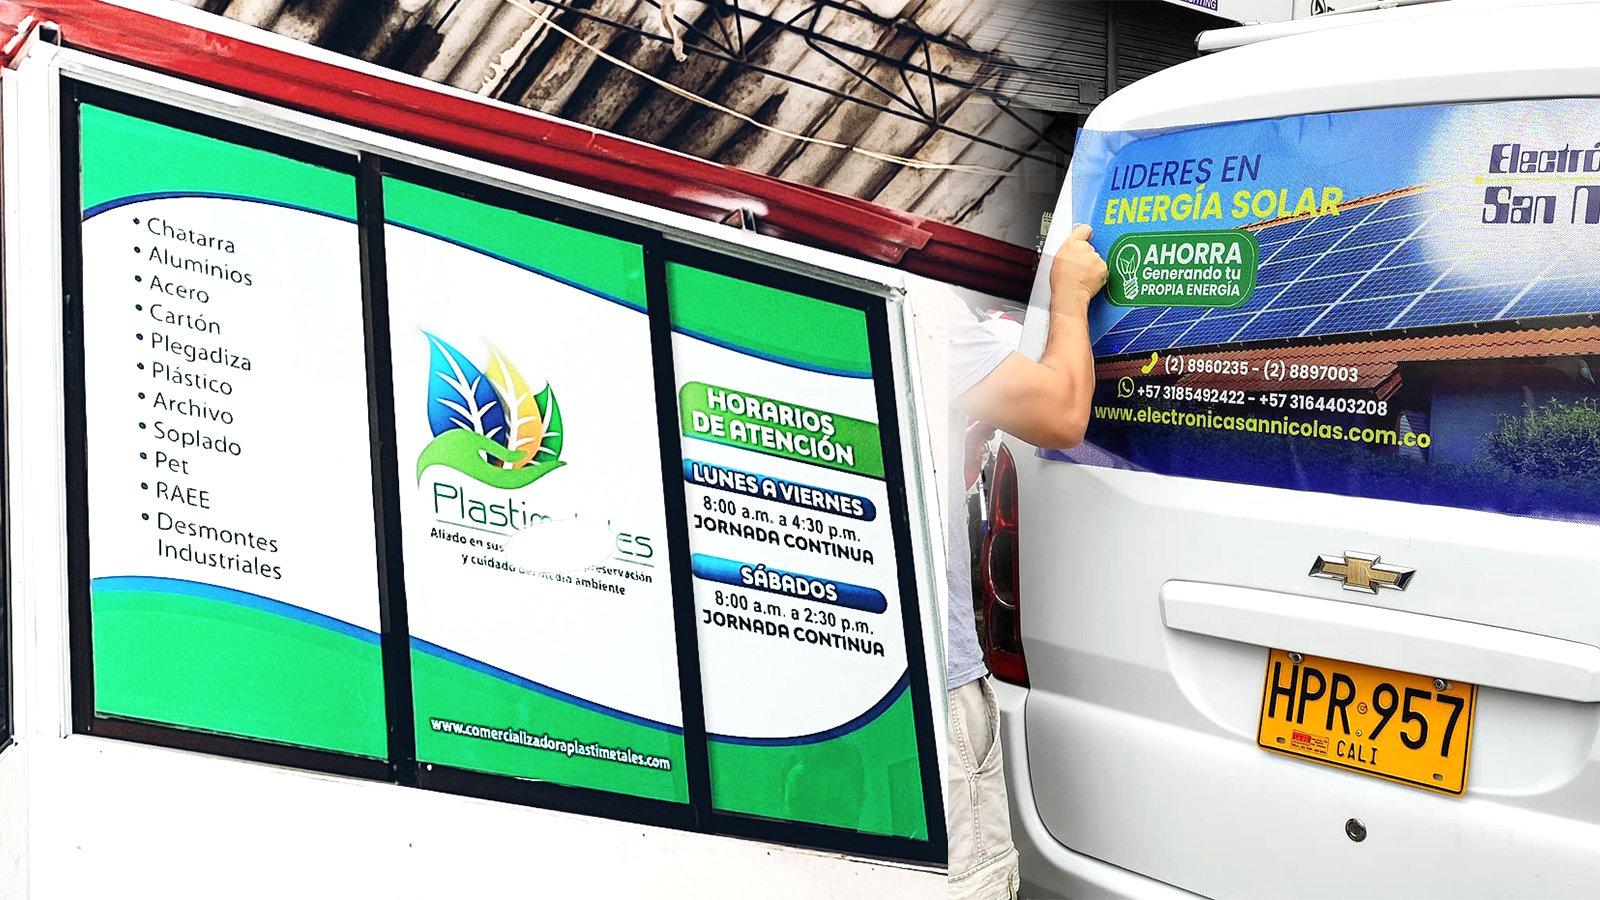 • Chatarra
• Aluminios
• Acero
• Cartón
• Plegadiza
• Plástico
• Archivo
• Soplado
• Pet
• RAEE
• Desmontes
Industriales
Aliado en sus
y cuidado del medio ambiente
www.comercializadoraplastimetales.com
HORARIOS
DE ATENCIÓN
LUNES A VIERNES
8:00 a.m. a 4:30 p.m.
JORNADA CONTINUA
SÁBADOS
8:00 a.m. a 2:30 p.m.
JORNADA CONTINUA
LIDERES EN
ENERGÍA SOLAR
AHORRA
Generando tu
PROPIA ENERGÍA
San
(2) 8960235 - (2) 8897003
+57 3185492422 - +57 3164403208
www.electronicasannicolas.com.co
HPR 957
CALI